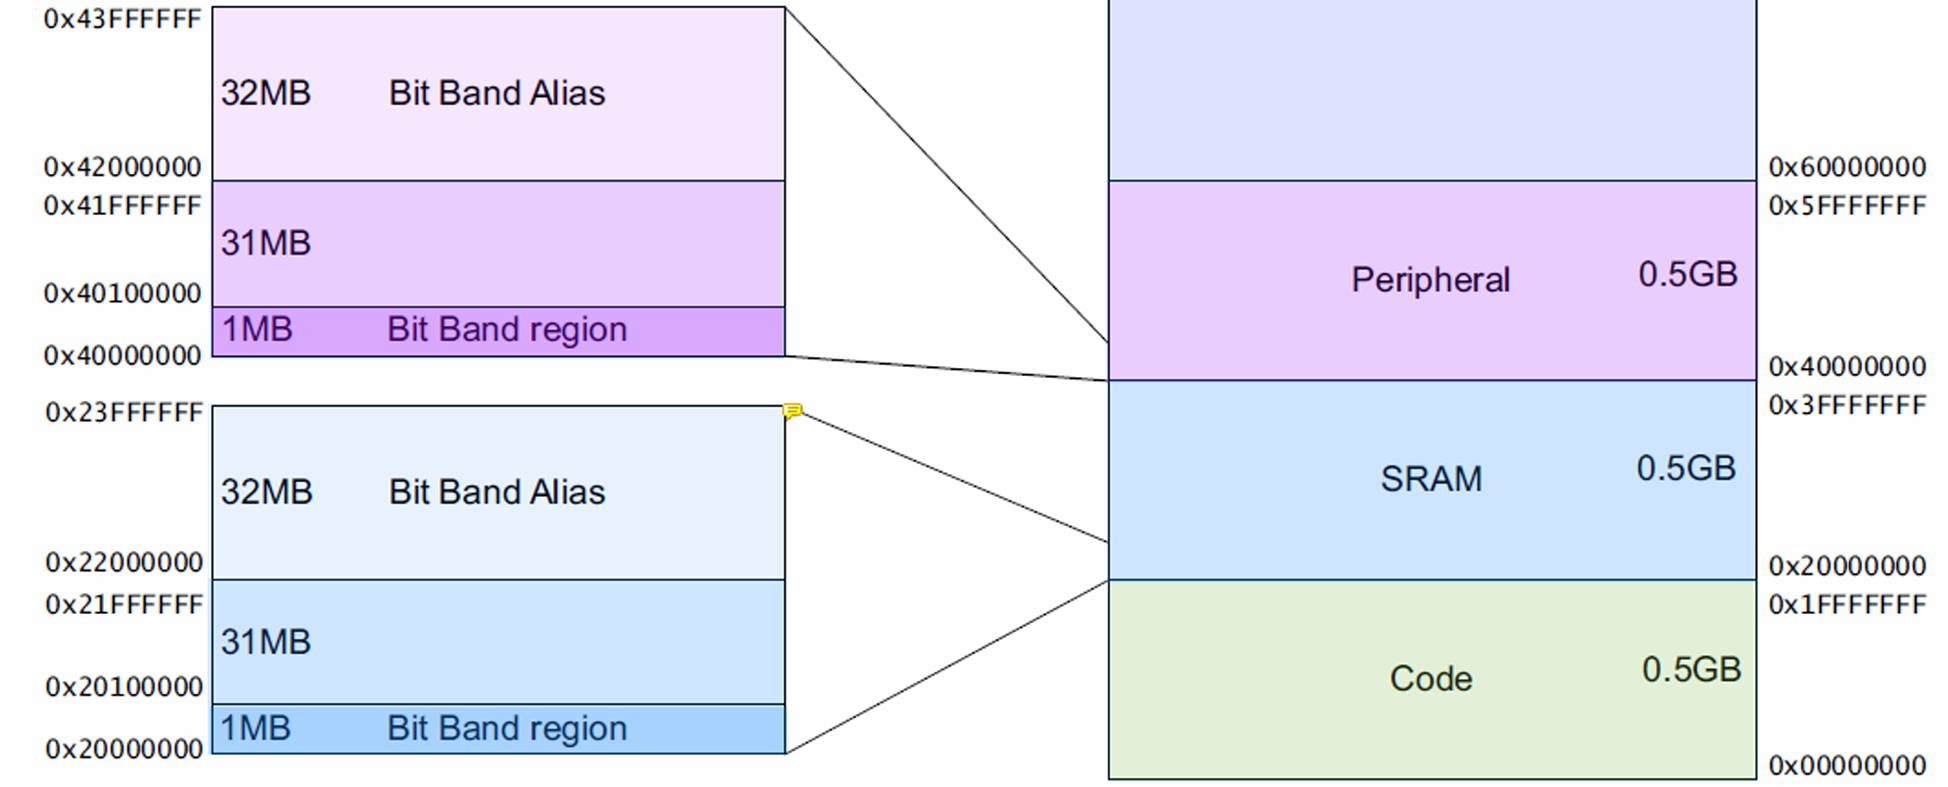 0x43FFFFFF
32MB Bit Band Alias
0x42000000
0x41FFFFFF
31MB
0x40100000
1MB Bit Band region
0x40000000
0x23FFFFFF
32MB Bit Band Alias
0x22000000
0x21FFFFFF
31MB
0x20100000
1MB Bit Band region
0x20000000
0x60000000
0x5FFFFFFF
Peripheral 0.5GB
0x40000000
0x3FFFFFFF
SRAM 0.5GB
0x20000000
0x1FFFFFFF
Code 0.5GB
0x00000000